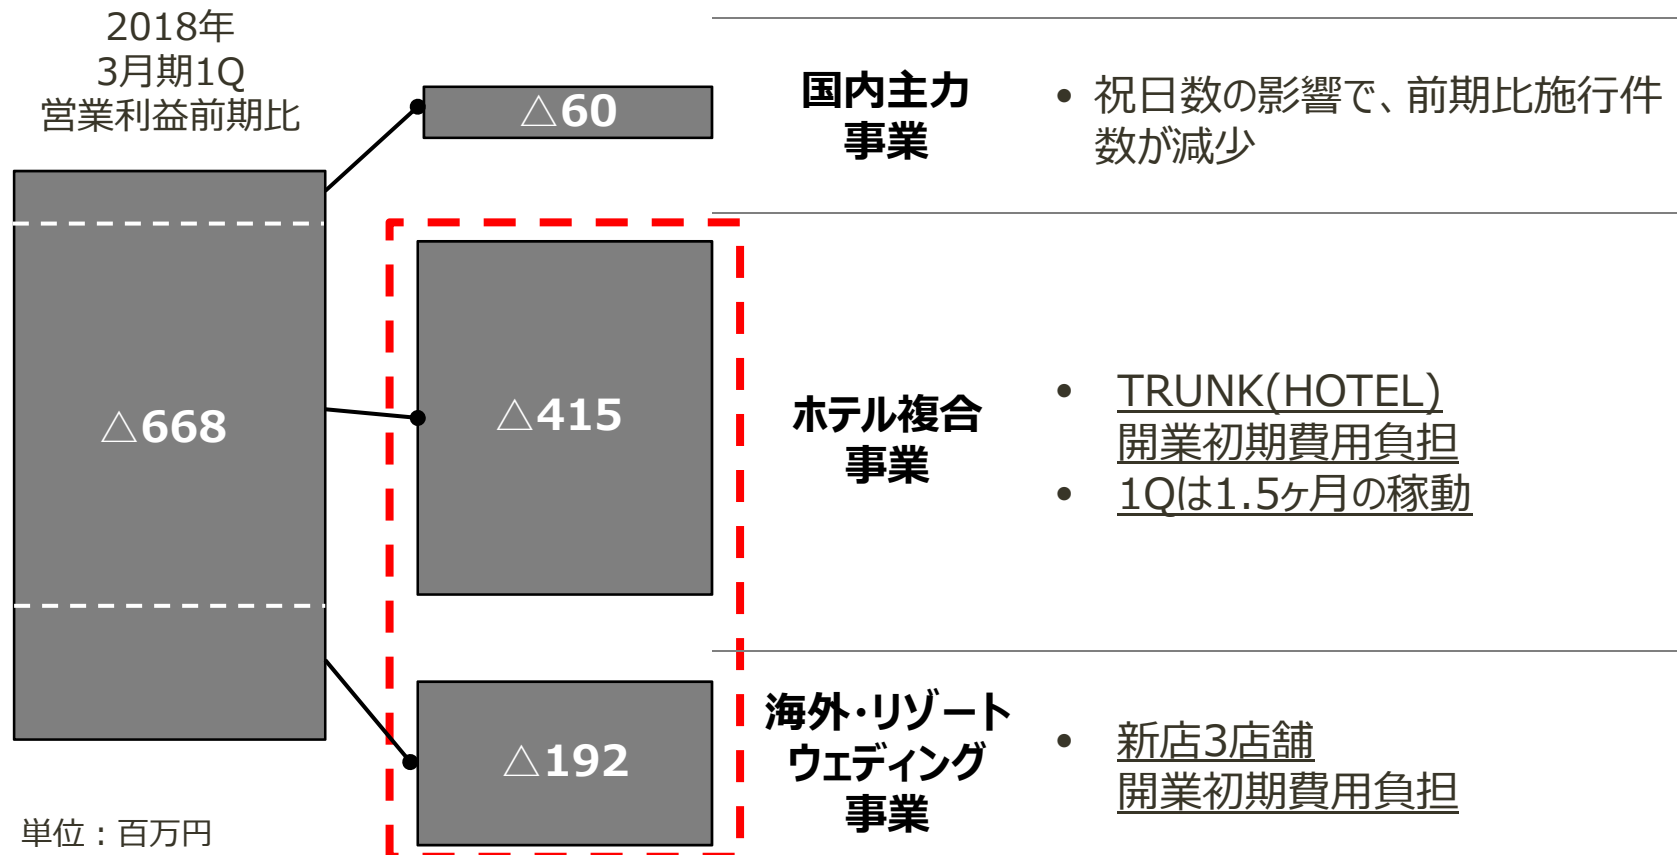 2018年
3月期1Q
営業利益前期比
△668
単位：百万円
△60
国内主力
事業
• 祝日数の影響で、前期比施行件
数が減少
△415
ホテル複合
事業
• TRUNK(HOTEL)
開業初期費用負担
• 1Qは1.5ヶ月の稼動
△192
海外・リゾート
ウェディング
事業
• 新店3店舗
開業初期費用負担